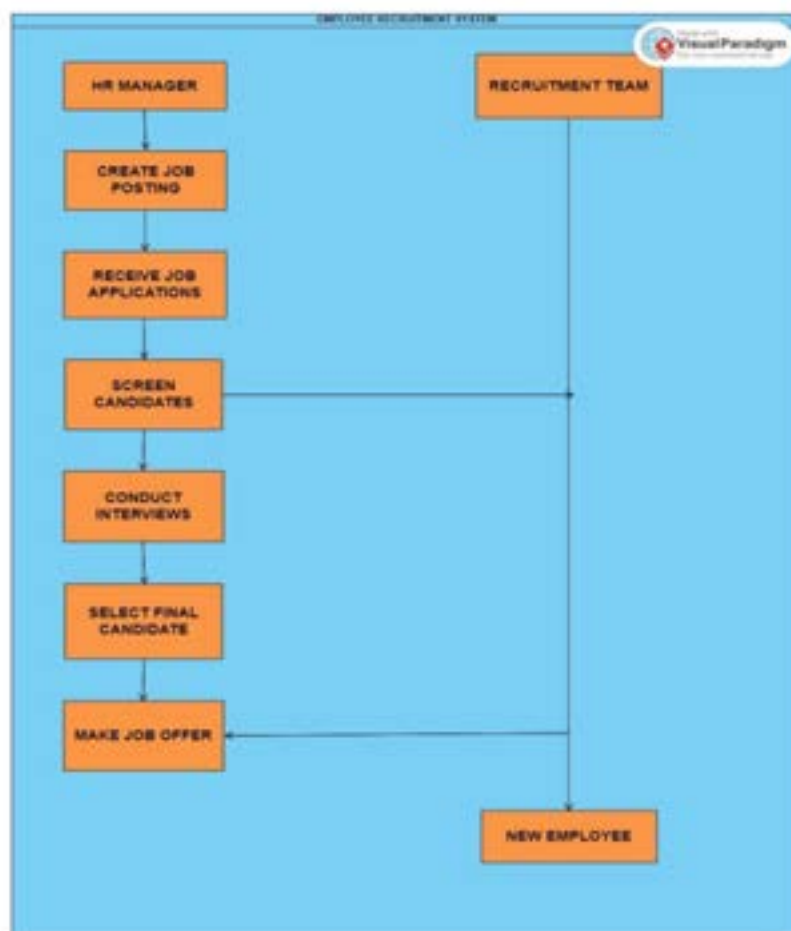 EMPLOYEE RECRUITMENT SYSTEM
Visual Paradigm
HR MANAGER
RECRUITMENT TEAM
CREATE JOB
POSTING
RECEIVE JOB
APPLICATIONS
SCREEN
CANDIDATES
CONDUCT
INTERVIEWS
SELECT FINAL
CANDIDATE
MAKE JOB OFFER
NEW EMPLOYEE